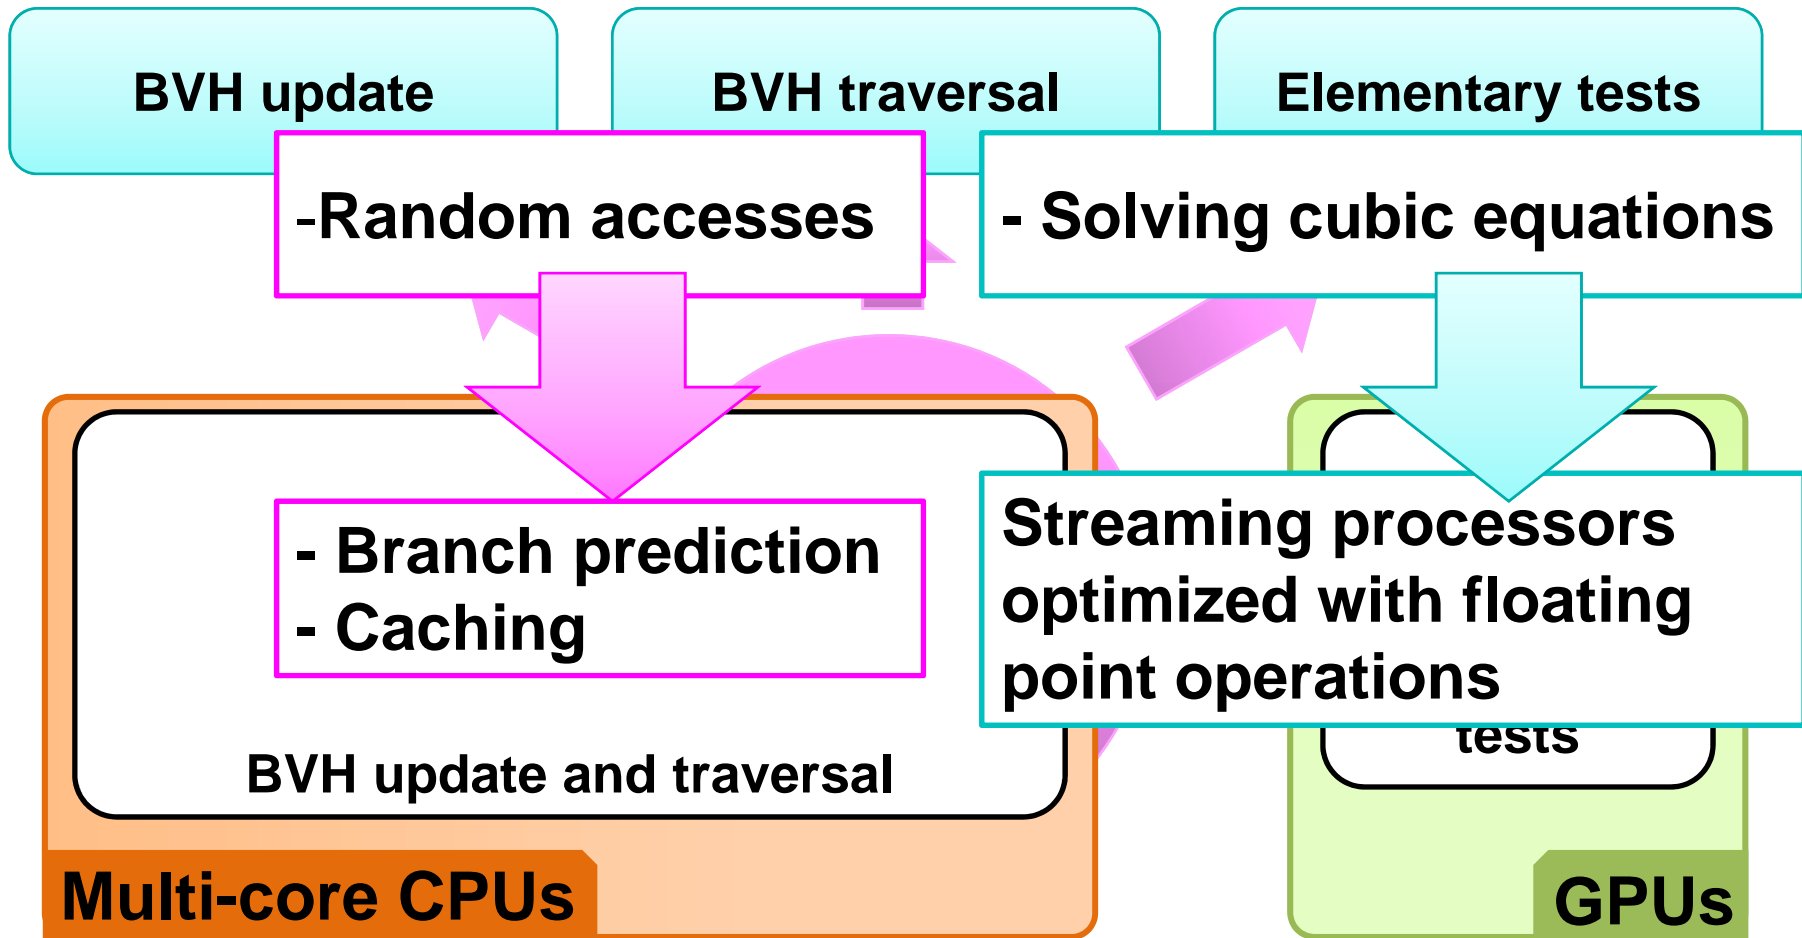 BVH update
BVH traversal
Elementary tests
-Random accesses
- Solving cubic equations
- Branch prediction
- Caching
Streaming processors
optimized with floating
point operations
tests
BVH update and traversal
Multi-core CPUs
GPUs